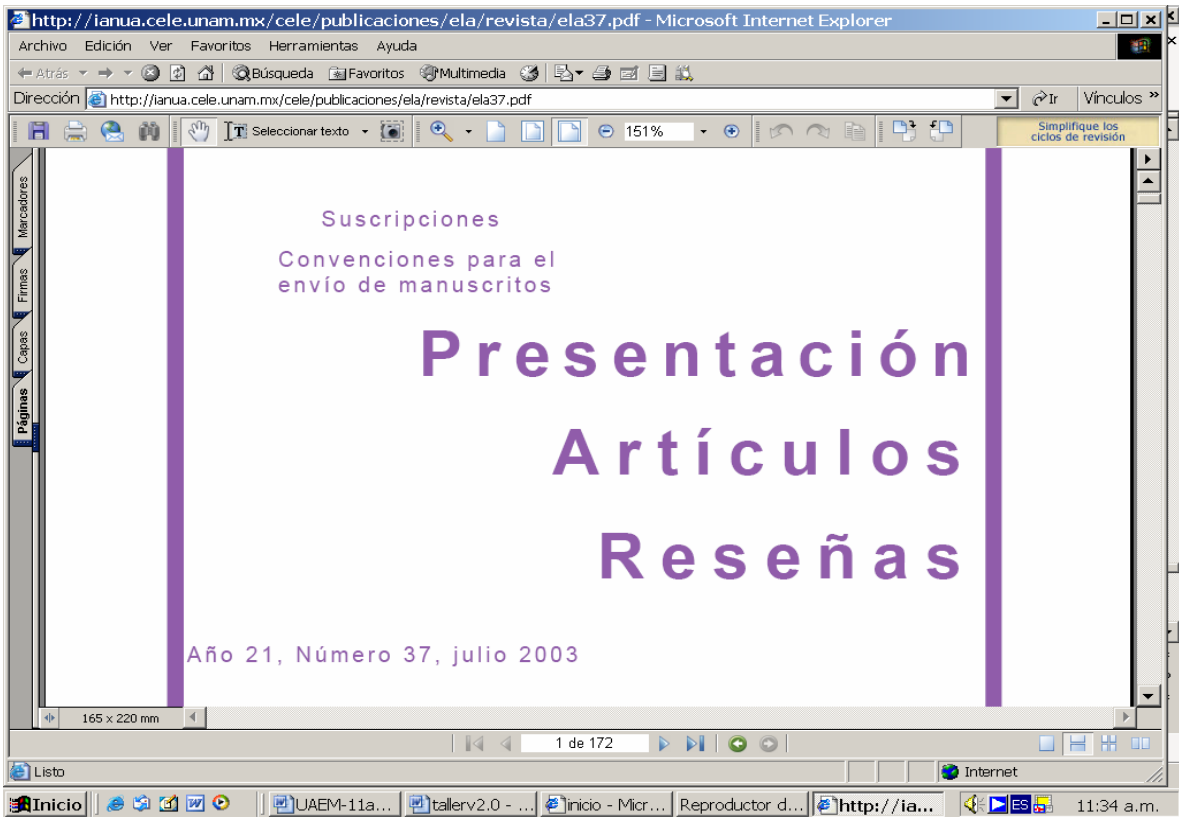 http://ianua.cele.unam.mx/cele/publicaciones/ela/revista/ela37.pdf - Microsoft Internet Explorer
Archivo Edición Ver Favoritos Herramientas Ayuda
Atrás Búsqueda Favoritos Multimedia
Dirección http://ianua.cele.unam.mx/cele/publicaciones/ela/revista/ela37.pdf Ir Vínculos »
Seleccionar texto 151% Simplifique los
ciclos de revisión
Marcadores
Firmas
Capas
Páginas
Suscripciones
Convenciones para el
envío de manuscritos
Presentación
Artículos
Reseñas
Año 21, Número 37, julio 2003
165 x 220 mm
1 de 172
Listo Internet
Inicio UAEM-11a... tallerv2.0 - ... inicio - Micr... Reproductor d... http://ia... ES 11:34 a.m.